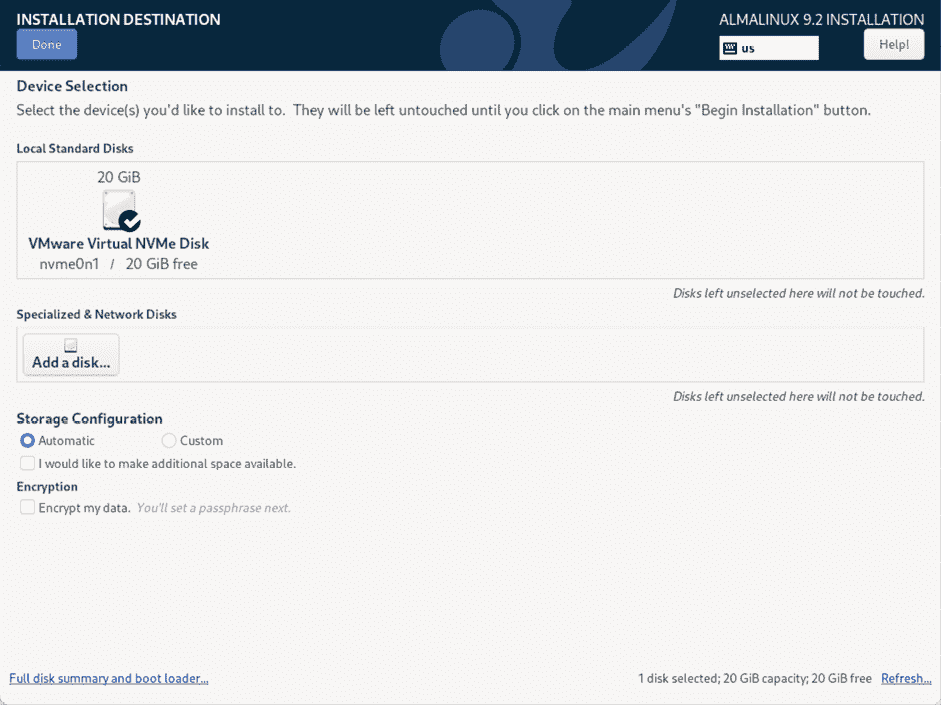 INSTALLATION DESTINATION
ALMALINUX 9.2 INSTALLATION
Done
us
Help!
Device Selection
Select the device(s) you'd like to install to. They will be left untouched until you click on the main menu's "Begin Installation" button.
Local Standard Disks
20 GiB
VMware Virtual NVMe Disk
nvme0n1 / 20 GiB free
Disks left unselected here will not be touched.
Specialized & Network Disks
Add a disk...
Disks left unselected here will not be touched.
Storage Configuration
Automatic Custom
I would like to make additional space available.
Encryption
Encrypt my data. You'll set a passphrase next.
Full disk summary and boot loader... 1 disk selected; 20 GiB capacity; 20 GiB free Refresh...